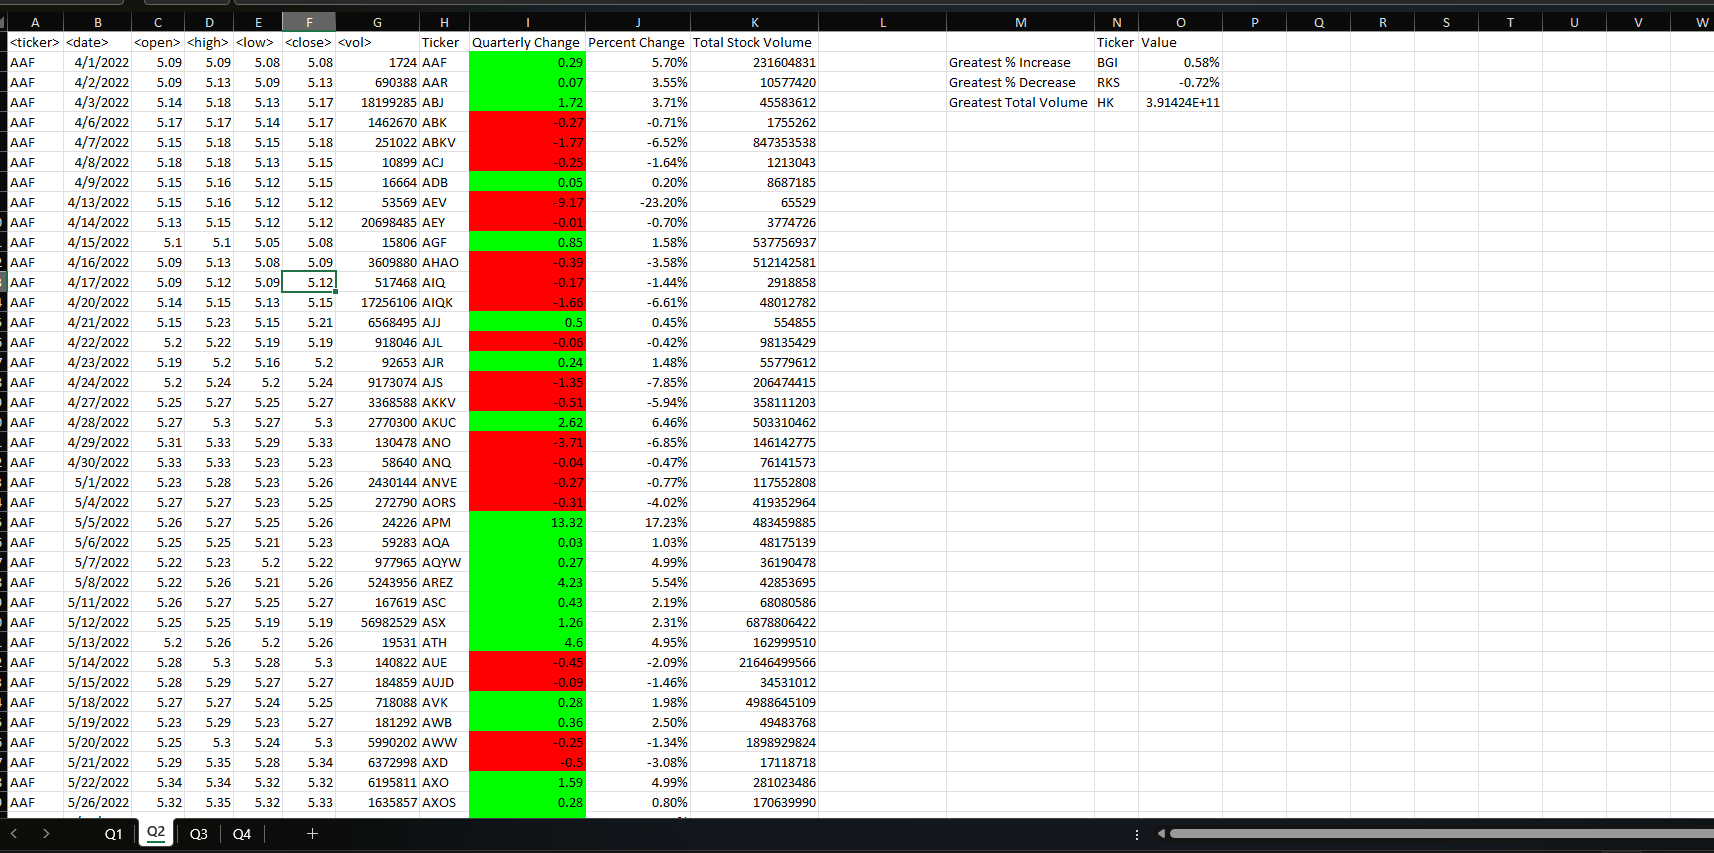 A B C D E F G H I J K L M N O P Q R S T U V W
<ticker> <date> <open> <high> <low> <close> <vol> Ticker Quarterly Change Percent Change Total Stock Volume Ticker Value
AAF 4/1/2022 5.09 5.09 5.08 5.08 1724 AAF 0.29 5.70% 231604831 Greatest % Increase BGI 0.58%
AAF 4/2/2022 5.09 5.13 5.09 5.13 690388 AAR 0.07 3.55% 10577420 Greatest % Decrease RKS -0.72%
AAF 4/3/2022 5.14 5.18 5.13 5.17 18199285 ABJ 1.72 3.71% 45583612 Greatest Total Volume HK 3.91424E+11
AAF 4/6/2022 5.17 5.17 5.14 5.17 1462670 ABK -0.27 -0.71% 1755262
AAF 4/7/2022 5.15 5.18 5.15 5.18 251022 ABKV -1.77 -6.52% 847353538
AAF 4/8/2022 5.18 5.18 5.13 5.15 10899 ACJ -0.25 -1.64% 1213043
AAF 4/9/2022 5.15 5.16 5.12 5.15 16664 ADB 0.05 0.20% 8687185
AAF 4/13/2022 5.15 5.16 5.12 5.12 53569 AEV -9.17 -23.20% 65529
AAF 4/14/2022 5.13 5.15 5.12 5.12 20698485 AEY -0.01 -0.70% 3774726
AAF 4/15/2022 5.1 5.1 5.05 5.08 15806 AGF 0.85 1.58% 537756937
AAF 4/16/2022 5.09 5.13 5.08 5.09 3609880 AHAO -0.39 -3.58% 512142581
AAF 4/17/2022 5.09 5.12 5.09 5.12 517468 AIQ -0.17 -1.44% 2918858
AAF 4/20/2022 5.14 5.15 5.13 5.15 17256106 AIQK -1.66 -6.61% 48012782
AAF 4/21/2022 5.15 5.23 5.15 5.21 6568495 AJJ 0.5 0.45% 554855
AAF 4/22/2022 5.2 5.22 5.19 5.19 918046 AJL -0.06 -0.42% 98135429
AAF 4/23/2022 5.19 5.2 5.16 5.2 92653 AJR 0.24 1.48% 55779612
AAF 4/24/2022 5.2 5.24 5.2 5.24 9173074 AJS -1.35 -7.85% 206474415
AAF 4/27/2022 5.25 5.27 5.25 5.27 3368588 AKKV -0.51 -5.94% 358111203
AAF 4/28/2022 5.27 5.3 5.27 5.3 2770300 AKUC 2.62 6.46% 503310462
AAF 4/29/2022 5.31 5.33 5.29 5.33 130478 ANO -3.71 -6.85% 146142775
AAF 4/30/2022 5.33 5.33 5.23 5.23 58640 ANQ -0.04 -0.47% 76141573
AAF 5/1/2022 5.23 5.28 5.23 5.26 2430144 ANVE -0.27 -0.77% 117552808
AAF 5/4/2022 5.27 5.27 5.23 5.25 272790 AORS -0.31 -4.02% 419352964
AAF 5/5/2022 5.26 5.27 5.25 5.26 24226 APM 13.32 17.23% 483459885
AAF 5/6/2022 5.25 5.25 5.21 5.23 59283 AQA 0.03 1.03% 48175139
AAF 5/7/2022 5.22 5.23 5.2 5.22 977965 AQYW 0.27 4.99% 36190478
AAF 5/8/2022 5.22 5.26 5.21 5.26 5243956 AREZ 4.23 5.54% 42853695
AAF 5/11/2022 5.26 5.27 5.25 5.27 167619 ASC 0.43 2.19% 68080586
AAF 5/12/2022 5.25 5.25 5.19 5.19 56982529 ASX 1.26 2.31% 6878806422
AAF 5/13/2022 5.2 5.26 5.2 5.26 19531 ATH 4.6 4.95% 162999510
AAF 5/14/2022 5.28 5.3 5.28 5.3 140822 AUE -0.45 -2.09% 21646499566
AAF 5/15/2022 5.28 5.29 5.27 5.27 184859 AUJD -0.09 -1.46% 34531012
AAF 5/18/2022 5.27 5.27 5.24 5.25 718088 AVK 0.28 1.98% 4988645109
AAF 5/19/2022 5.23 5.29 5.23 5.27 181292 AWB 0.36 2.50% 49483768
AAF 5/20/2022 5.25 5.3 5.24 5.3 5990202 AWW -0.25 -1.34% 1898929824
AAF 5/21/2022 5.29 5.35 5.28 5.34 6372998 AXD -0.5 -3.08% 17118718
AAF 5/22/2022 5.34 5.34 5.32 5.32 6195811 AXO 1.59 4.99% 281023486
AAF 5/26/2022 5.32 5.35 5.32 5.33 1635857 AXOS 0.28 0.80% 170639990
Q1 Q2 Q3 Q4